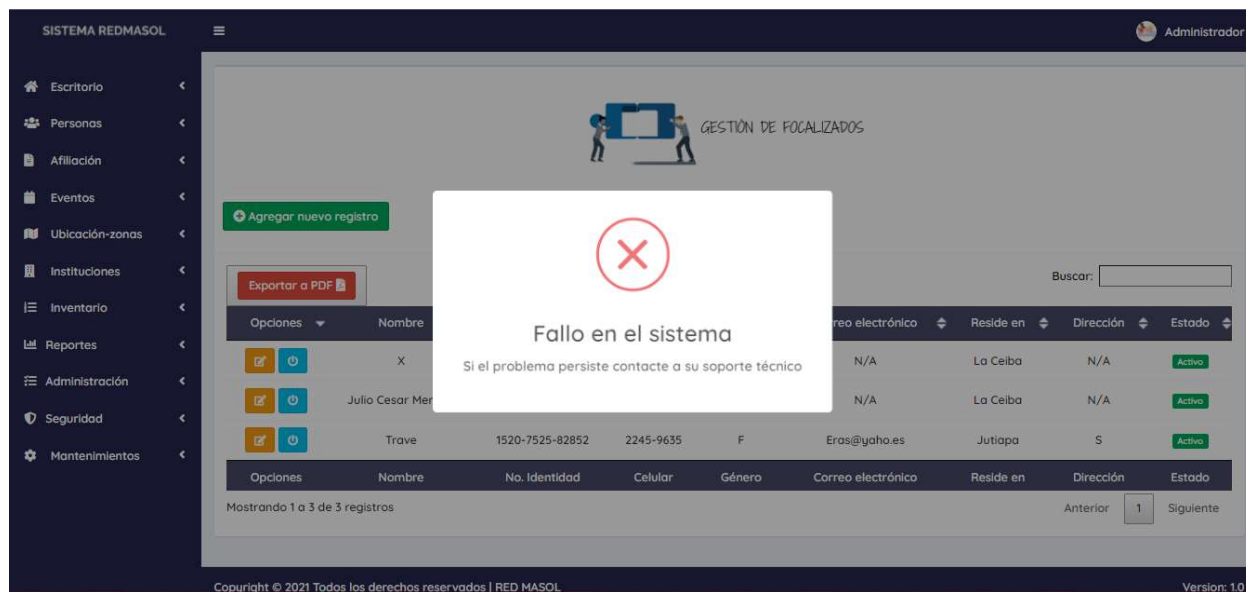 SISTEMA REDMASOL
Administrador
Escritorio
Personas
Afiliación
Eventos
Ubicación-zonas
Instituciones
Inventario
Reportes
Administración
Seguridad
Mantenimientos
GESTIÓN DE FOCALIZADOS
Agregar nuevo registro
Fallo en el sistema
Si el problema persiste contacte a su soporte técnico
Exportar a PDF
Buscar:
Opciones Nombre reo electrónico Reside en Dirección Estado
X N/A La Ceiba N/A Activo
Julio Cesar Mer N/A La Ceiba N/A Activo
Trave 1520-7525-82852 2245-9635 F Eras@yaho.es Jutiapa S Activo
Opciones Nombre No. Identidad Celular Género Correo electrónico Reside en Dirección Estado
Mostrando 1 a 3 de 3 registros
Anterior 1 Siguiente
Copyright © 2021 Todos los derechos reservados | RED MASOL
Version: 1.0